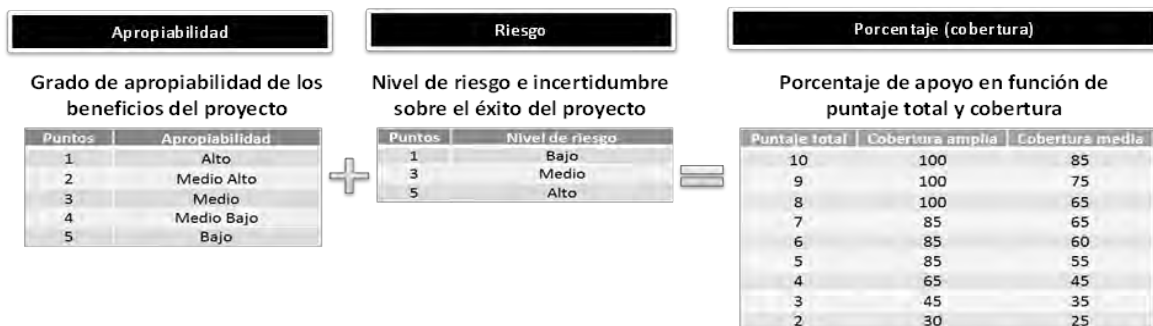 Apropiabilidad
Grado de apropiabilidad de los
beneficios del proyecto
Puntos Apropiabilidad
1 Alto
2 Medio Alto
3 Medio
4 Medio Bajo
5 Bajo
+
Riesgo
Nivel de riesgo e incertidumbre
sobre el éxito del proyecto
Puntos Nivel de riesgo
1 Bajo
3 Medio
5 Alto
=
Porcentaje (cobertura)
Porcentaje de apoyo en función de
puntaje total y cobertura
Puntaje total Cobertura amplia Cobertura media
10 100 85
9 100 75
8 100 65
7 85 65
6 85 60
5 85 55
4 65 45
3 45 35
2 30 25